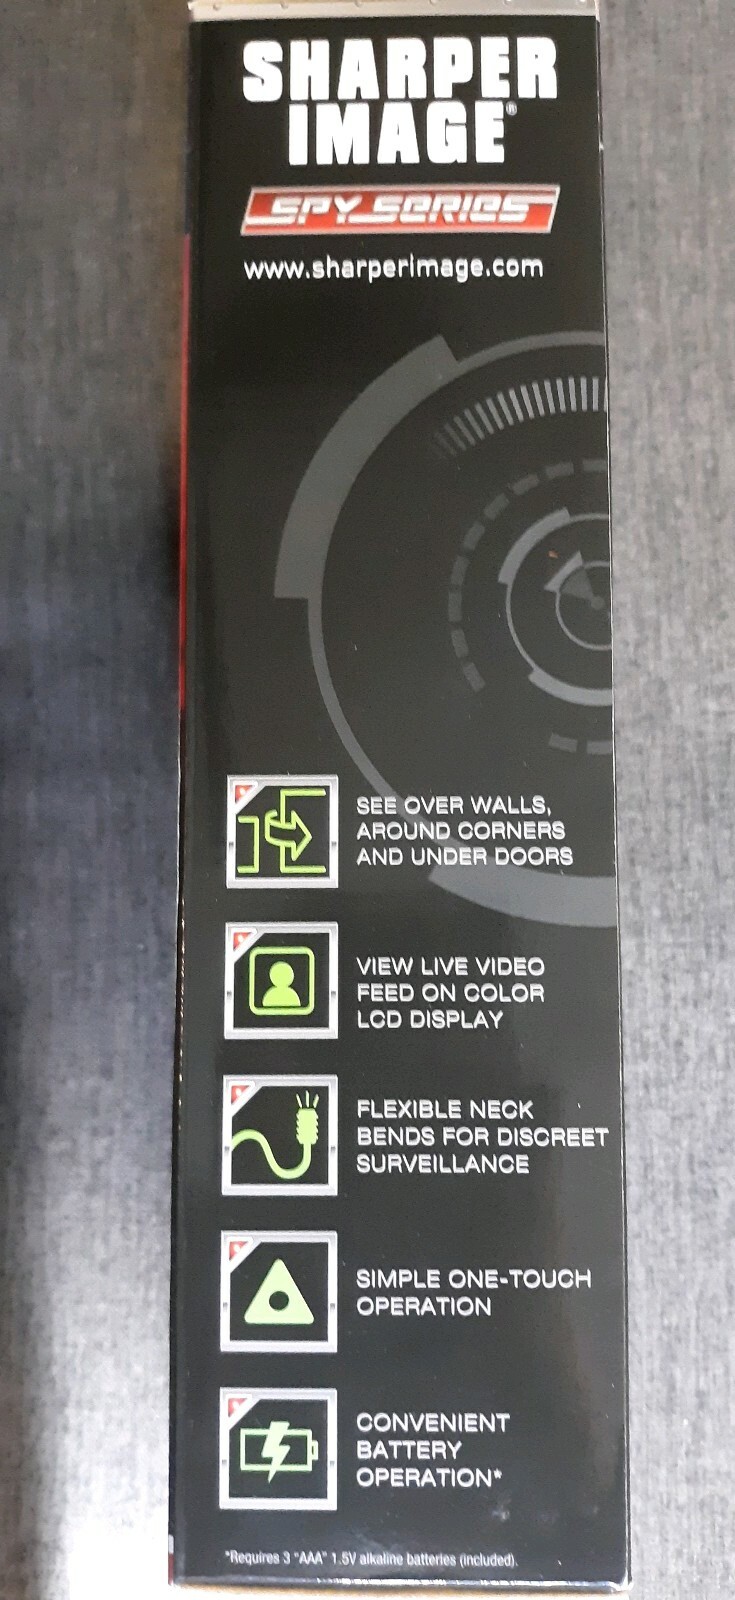 SHARPER
IMAGE®
SPY SERIES
www.sharperimage.com
SEE OVER WALLS,
AROUND CORNERS
AND UNDER DOORS
VIEW LIVE VIDEO
FEED ON COLOR
LCD DISPLAY
FLEXIBLE NECK
BENDS FOR DISCREET
SURVEILLANCE
SIMPLE ONE-TOUCH
OPERATION
CONVENIENT
BATTERY
OPERATION*
*Requires 3 "AAA" 1.5V alkaline batteries (included).